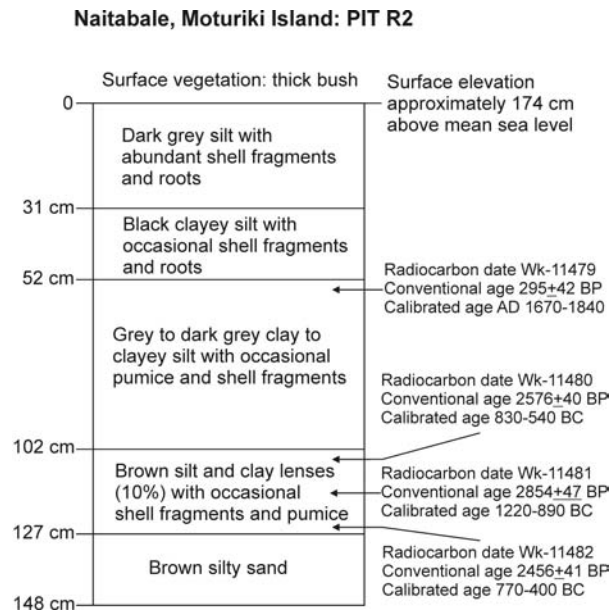 Naitabale, Moturiki Island: PIT R2
Surface vegetation: thick bush
Surface elevation
approximately 174 cm
above mean sea level
0
Dark grey silt with
abundant shell fragments
and roots
31 cm
Black clayey silt with
occasional shell fragments
and roots
52 cm
Radiocarbon date Wk-11479
Conventional age 295±42 BP
Calibrated age AD 1670-1840
Grey to dark grey clay to
clayey silt with occasional
pumice and shell fragments
Radiocarbon date Wk-11480
Conventional age 2576±40 BP
Calibrated age 830-540 BC
102 cm
Brown silt and clay lenses
(10%) with occasional
shell fragments and pumice
Radiocarbon date Wk-11481
Conventional age 2854±47 BP
Calibrated age 1220-890 BC
127 cm
Brown silty sand
Radiocarbon date Wk-11482
Conventional age 2456±41 BP
Calibrated age 770-400 BC
148 cm